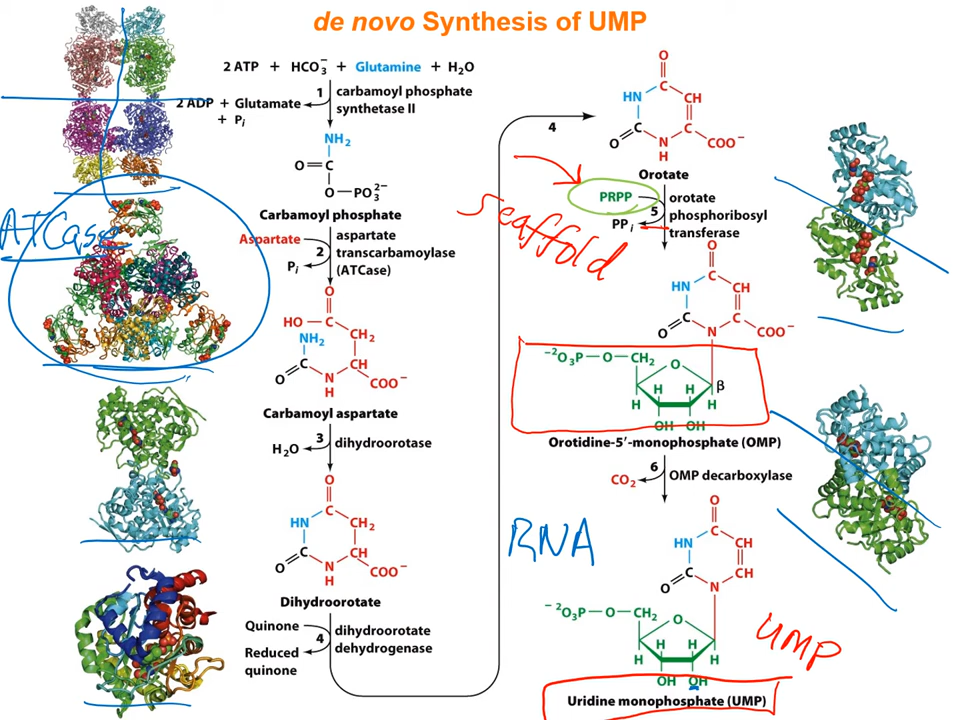 de novo Synthesis of UMP
2 ATP + HCO₃⁻ + Glutamine + H₂O
1 carbamoyl phosphate
synthetase II
2 ADP + Glutamate
+ Pi
NH₂
O=C
O—PO₃²⁻
Carbamoyl phosphate
Aspartate
2 aspartate
transcarbamoylase
(ATCase)
Pi
ATCase
O
HO C
NH₂ CH₂
C CH
O N COO⁻
H
Carbamoyl aspartate
3 dihydroorotase
H₂O
O
C
HN CH₂
C CH
O N COO⁻
H
Dihydroorotate
Quinone
4 dihydroorotate
dehydrogenase
Reduced
quinone
4
O
C
HN CH
C C
O N COO⁻
H
Orotate
PRPP
5 orotate
phosphoribosyl
transferase
PPi
Scaffold
O
C
HN CH
C C
O N COO⁻
⁻²O₃P—O—CH₂ O β
H H
H H
OH OH
Orotidine-5′-monophosphate (OMP)
6 OMP decarboxylase
CO₂
RNA
O
C
HN CH
C CH
O N
⁻²O₃P—O—CH₂ O
H H
H H
OH OH
UMP
Uridine monophosphate (UMP)